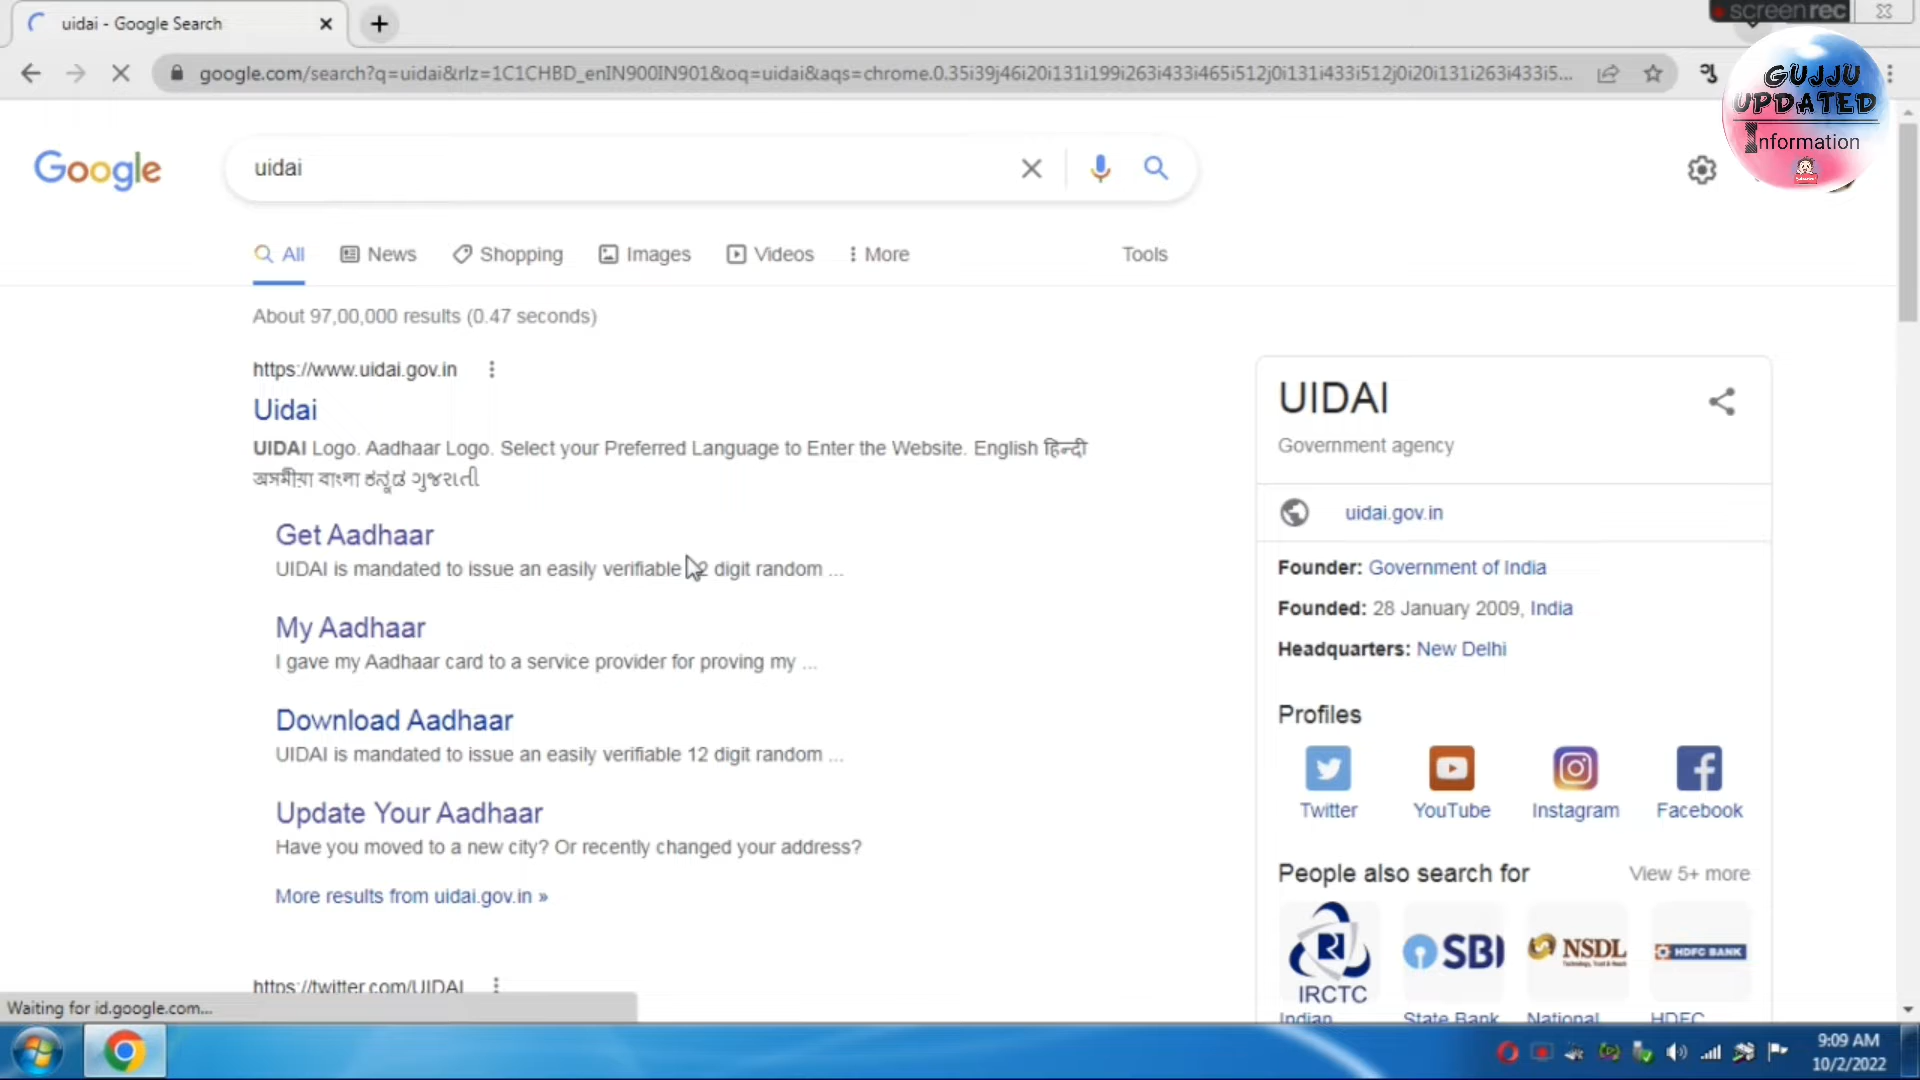 uidai - Google Search
screenrec
google.com/search?q=uidai&rlz=1C1CHBD_enIN900IN901&oq=uidai&aqs=chrome.0.35i39j46i20i131i199i263i433i465i512j0i131i433i512j0i20i131i263i433i5...
GUJJU
UPDATED
Information
Google
uidai
All
News
Shopping
Images
Videos
More
Tools
About 97,00,000 results (0.47 seconds)
https://www.uidai.gov.in
Uidai
UIDAI Logo. Aadhaar Logo. Select your Preferred Language to Enter the Website. English हिन्दी
অসমীয়া বাংলা ಕನ್ನಡ ગુજરાતી
Get Aadhaar
UIDAI is mandated to issue an easily verifiable 2 digit random ...
My Aadhaar
I gave my Aadhaar card to a service provider for proving my ...
Download Aadhaar
UIDAI is mandated to issue an easily verifiable 12 digit random ...
Update Your Aadhaar
Have you moved to a new city? Or recently changed your address?
More results from uidai.gov.in »
https://twitter.com/UIDAI
UIDAI
Government agency
uidai.gov.in
Founder: Government of India
Founded: 28 January 2009, India
Headquarters: New Delhi
Profiles
Twitter
YouTube
Instagram
Facebook
People also search for
View 5+ more
IRCTC
SBI
NSDL
HDFC BANK
Indian
State Bank
National
HDFC
Waiting for id.google.com...
9:09 AM
10/2/2022